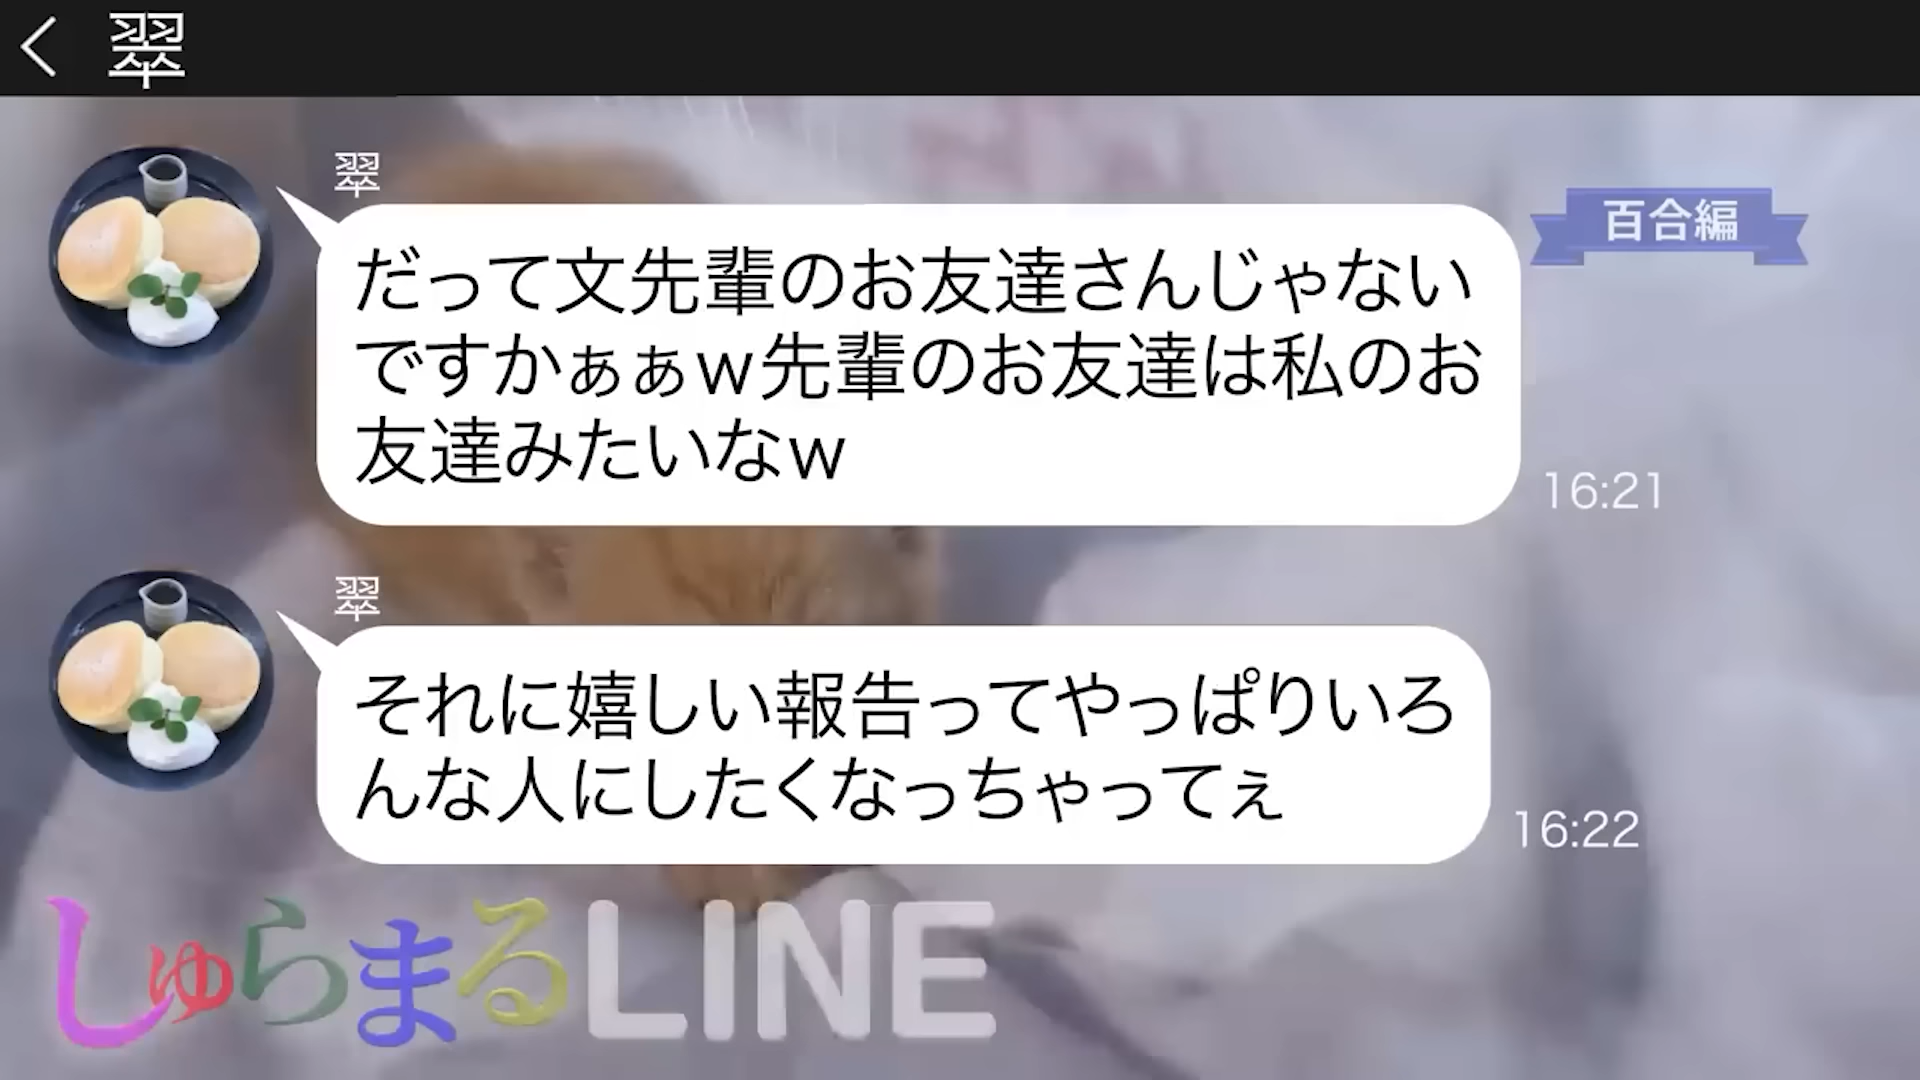 翠
翠
百合編
だって文先輩のお友達さんじゃない
ですかぁぁｗ先輩のお友達は私のお
友達みたいなｗ
16:21
翠
それに嬉しい報告ってやっぱりいろ
んな人にしたくなっちゃってぇ
16:22
しゅらまるLINE